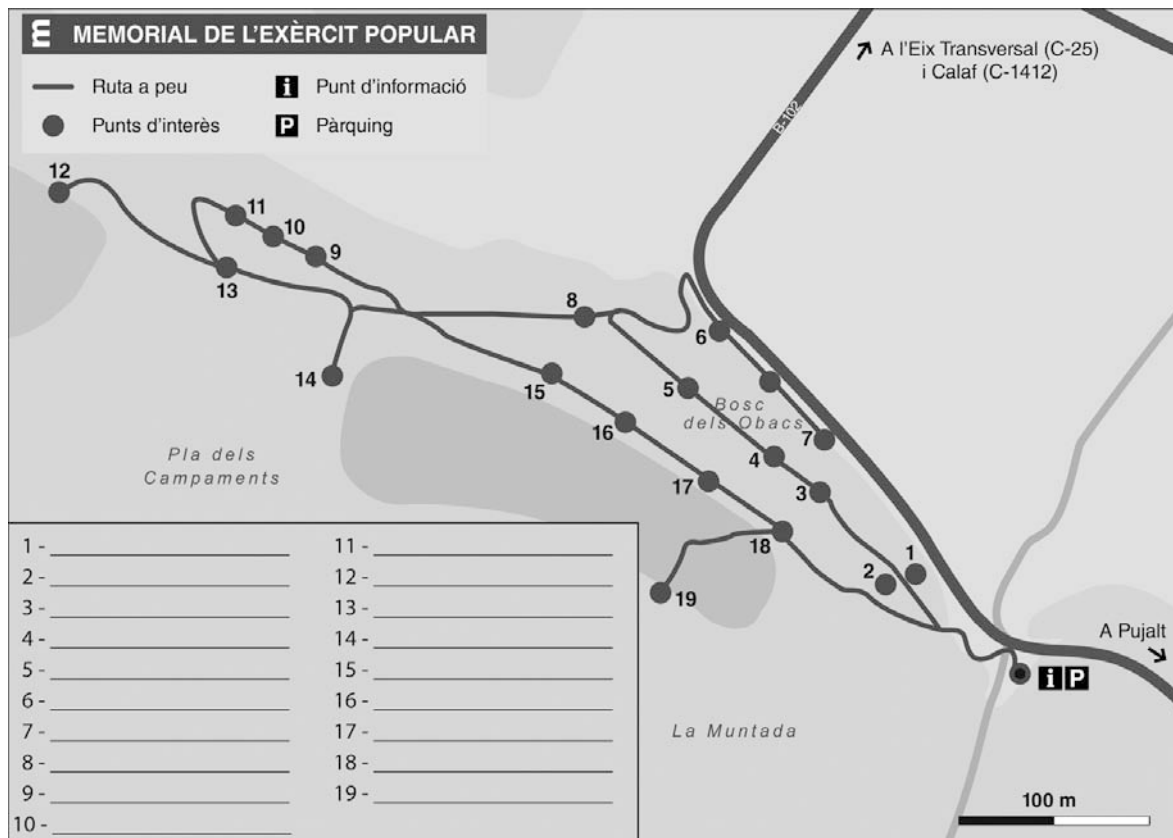 m MEMORIAL DE L'EXÈRCIT POPULAR
Ruta a peu
i Punt d'informació
Punts d'interès
P Pàrquing
A l'Eix Transversal (C-25)
i Calaf (C-1412)
B-102
12
11
10
9
13
8
6
14
15
5
Bosc
dels Obacs
7
16
4
3
Pla dels
Campaments
17
18
1
2
19
A Pujalt
i P
La Muntada
100 m
1 -
2 -
3 -
4 -
5 -
6 -
7 -
8 -
9 -
10 -
11 -
12 -
13 -
14 -
15 -
16 -
17 -
18 -
19 -